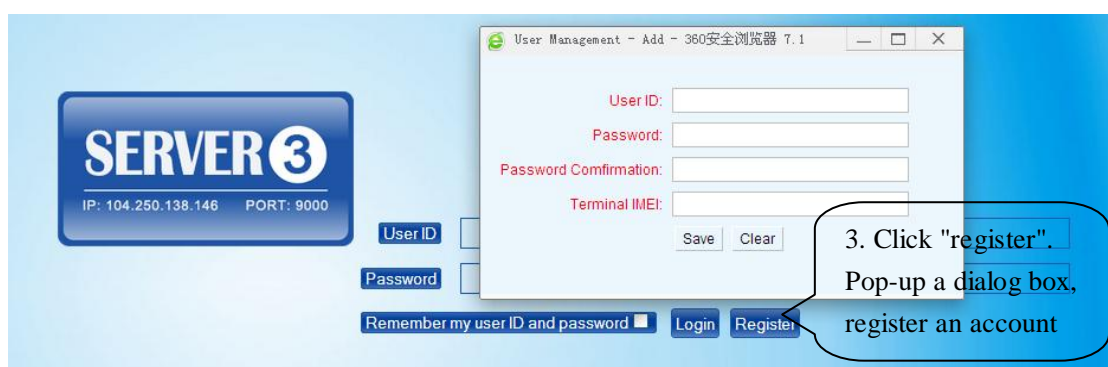 User Management - Add - 360安全浏览器 7.1
User ID:
Password:
Password Comfirmation:
Terminal IMEI:
Save Clear
SERVER 3
IP: 104.250.138.146 PORT: 9000
User ID
Password
Remember my user ID and password
Login Register
3. Click "register".
Pop-up a dialog box,
register an account